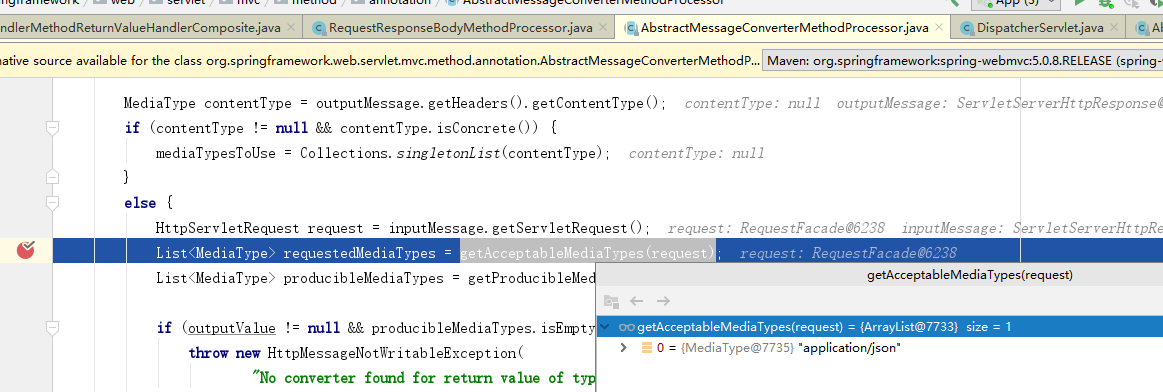 ringframework web servlet mvc method annotation AbstractMessageConverterMethodProcessor App (3)
ndlerMethodReturnValueHandlerComposite.java RequestResponseBodyMethodProcessor.java AbstractMessageConverterMethodProcessor.java DispatcherServlet.java Ab
native source available for the class org.springframework.web.servlet.mvc.method.annotation.AbstractMessageConverterMethodP... Maven: org.springframework:spring-webmvc:5.0.8.RELEASE (spring-v
MediaType contentType = outputMessage.getHeaders().getContentType(); contentType: null outputMessage: ServletServerHttpResponse@
if (contentType != null && contentType.isConcrete()) {
mediaTypesToUse = Collections.singletonList(contentType); contentType: null
}
else {
HttpServletRequest request = inputMessage.getServletRequest(); request: RequestFacade@6238 inputMessage: ServletServerHttpRes
List<MediaType> requestedMediaTypes = getAcceptableMediaTypes(request); request: RequestFacade@6238
List<MediaType> producibleMediaTypes = getProducibleMed
getAcceptableMediaTypes(request)
if (outputValue != null && producibleMediaTypes.isEmpty
getAcceptableMediaTypes(request) = {ArrayList@7733} size = 1
throw new HttpMessageNotWritableException(
0 = {MediaType@7735} "application/json"
"No converter found for return value of typ